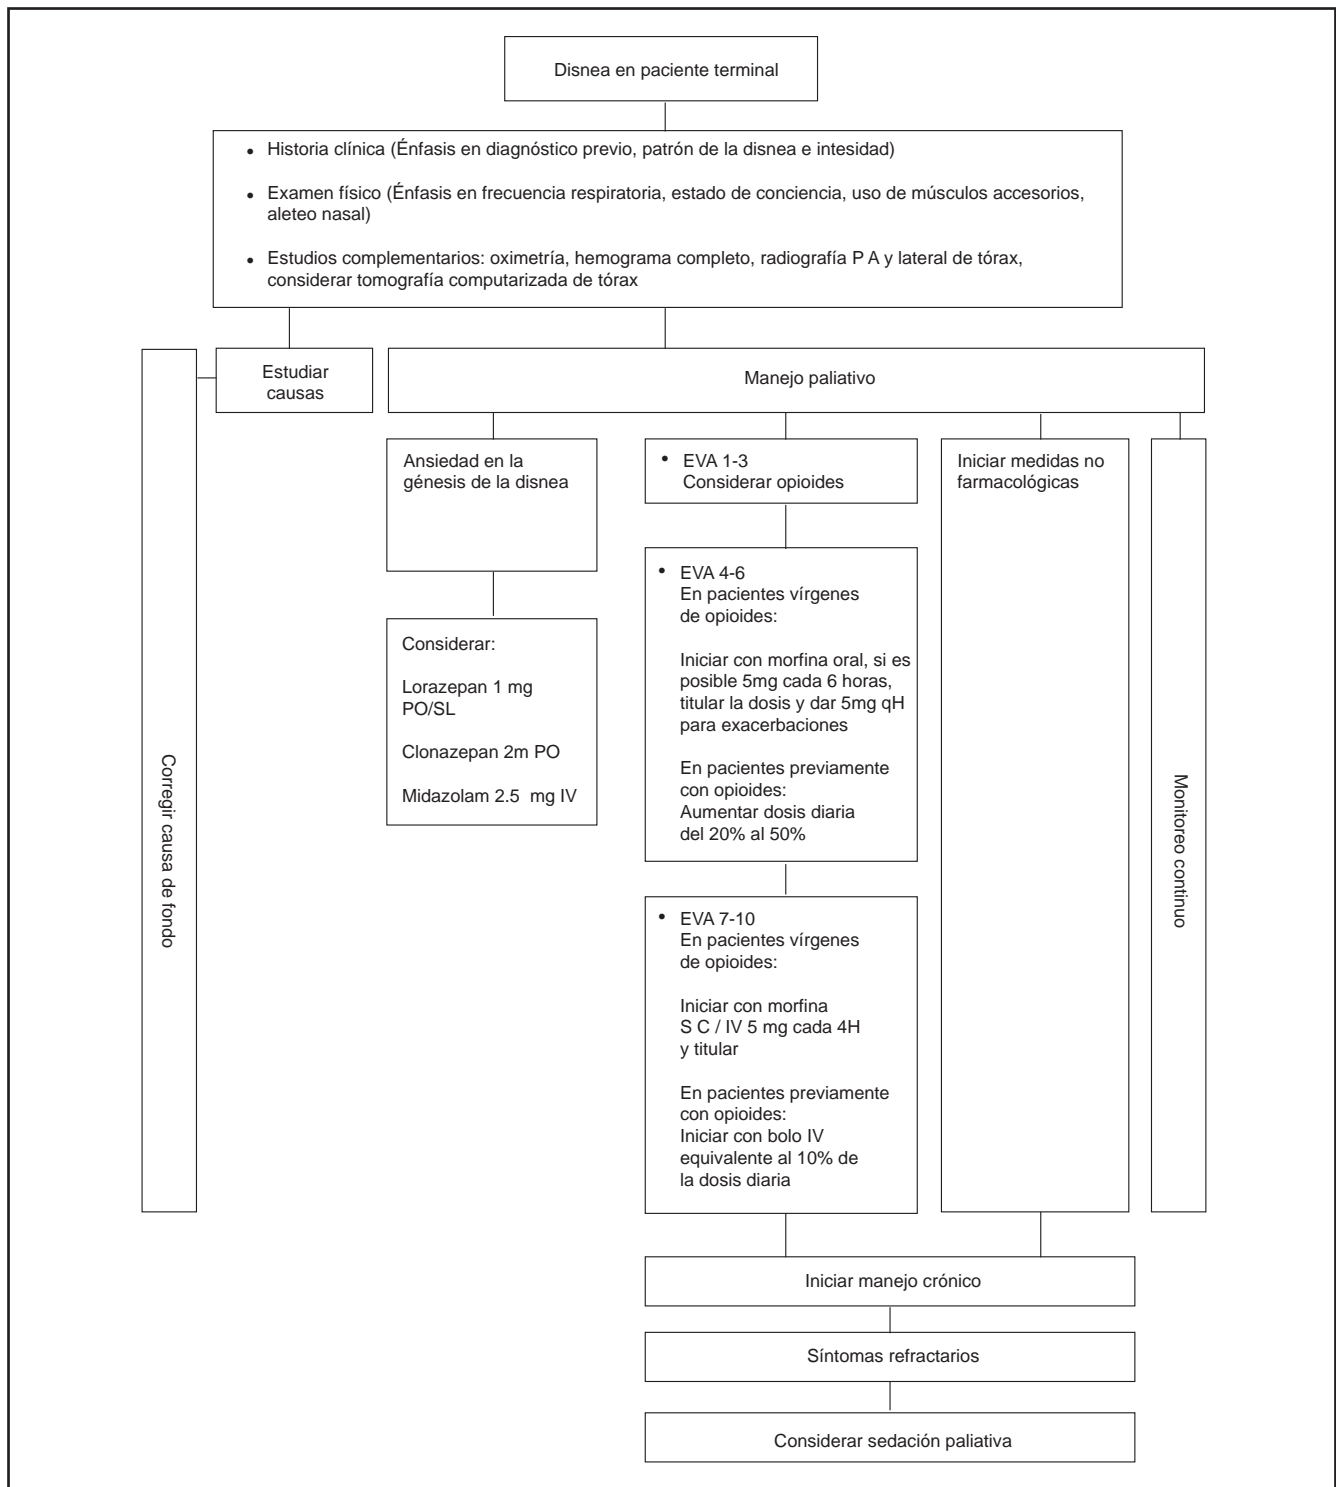 Disnea en paciente terminal
• Historia clínica (Énfasis en diagnóstico previo, patrón de la disnea e intesidad)
• Examen físico (Énfasis en frecuencia respiratoria, estado de conciencia, uso de músculos accesorios,
aleteo nasal)
• Estudios complementarios: oximetría, hemograma completo, radiografía P A y lateral de tórax,
considerar tomografía computarizada de tórax
Corregir causa de fondo
Estudiar
causas
Manejo paliativo
Ansiedad en la
génesis de la disnea
Considerar:
Lorazepan 1 mg
PO/SL
Clonazepan 2m PO
Midazolam 2.5 mg IV
• EVA 1-3
Considerar opioides
• EVA 4-6
En pacientes vírgenes
de opioides:
Iniciar con morfina oral, si es
posible 5mg cada 6 horas,
titular la dosis y dar 5mg qH
para exacerbaciones
En pacientes previamente
con opioides:
Aumentar dosis diaria
del 20% al 50%
• EVA 7-10
En pacientes vírgenes
de opioides:
Iniciar con morfina
S C / IV 5 mg cada 4H
y titular
En pacientes previamente
con opioides:
Iniciar con bolo IV
equivalente al 10% de
la dosis diaria
Iniciar medidas no
farmacológicas
Monitoreo continuo
Iniciar manejo crónico
Síntomas refractarios
Considerar sedación paliativa